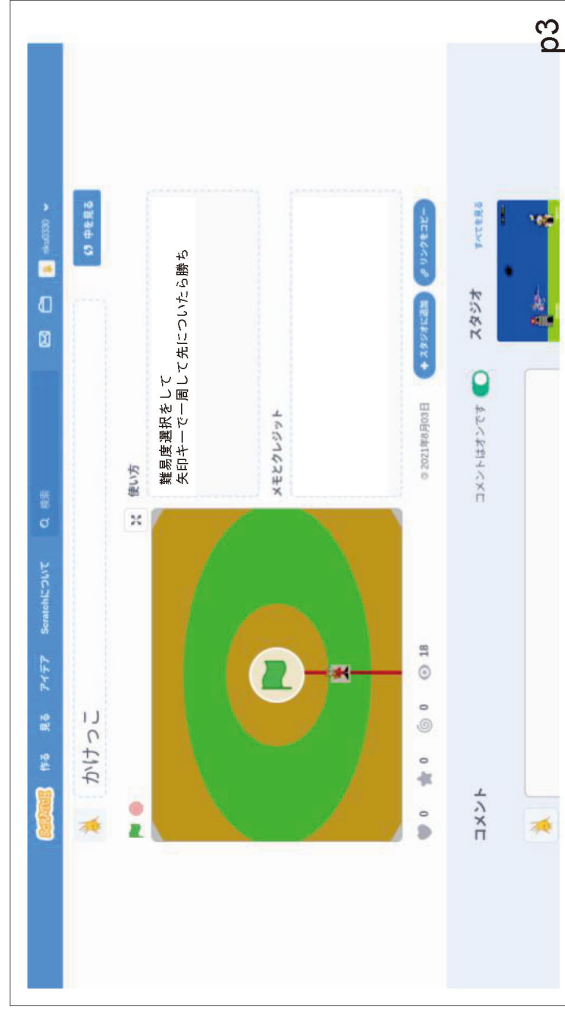 p3
SCRATCH 作る 見る アイデア Scratchについて 検索 riku0330
かけっこ
中を見る
使い方
難易度選択をして
矢印キーで一周して先についたら勝ち
メモとクレジット
0 0 0 18
© 2021年8月03日
スタジオに追加
リンクをコピー
コメント
コメントはオンです
スタジオ
すべてを見る